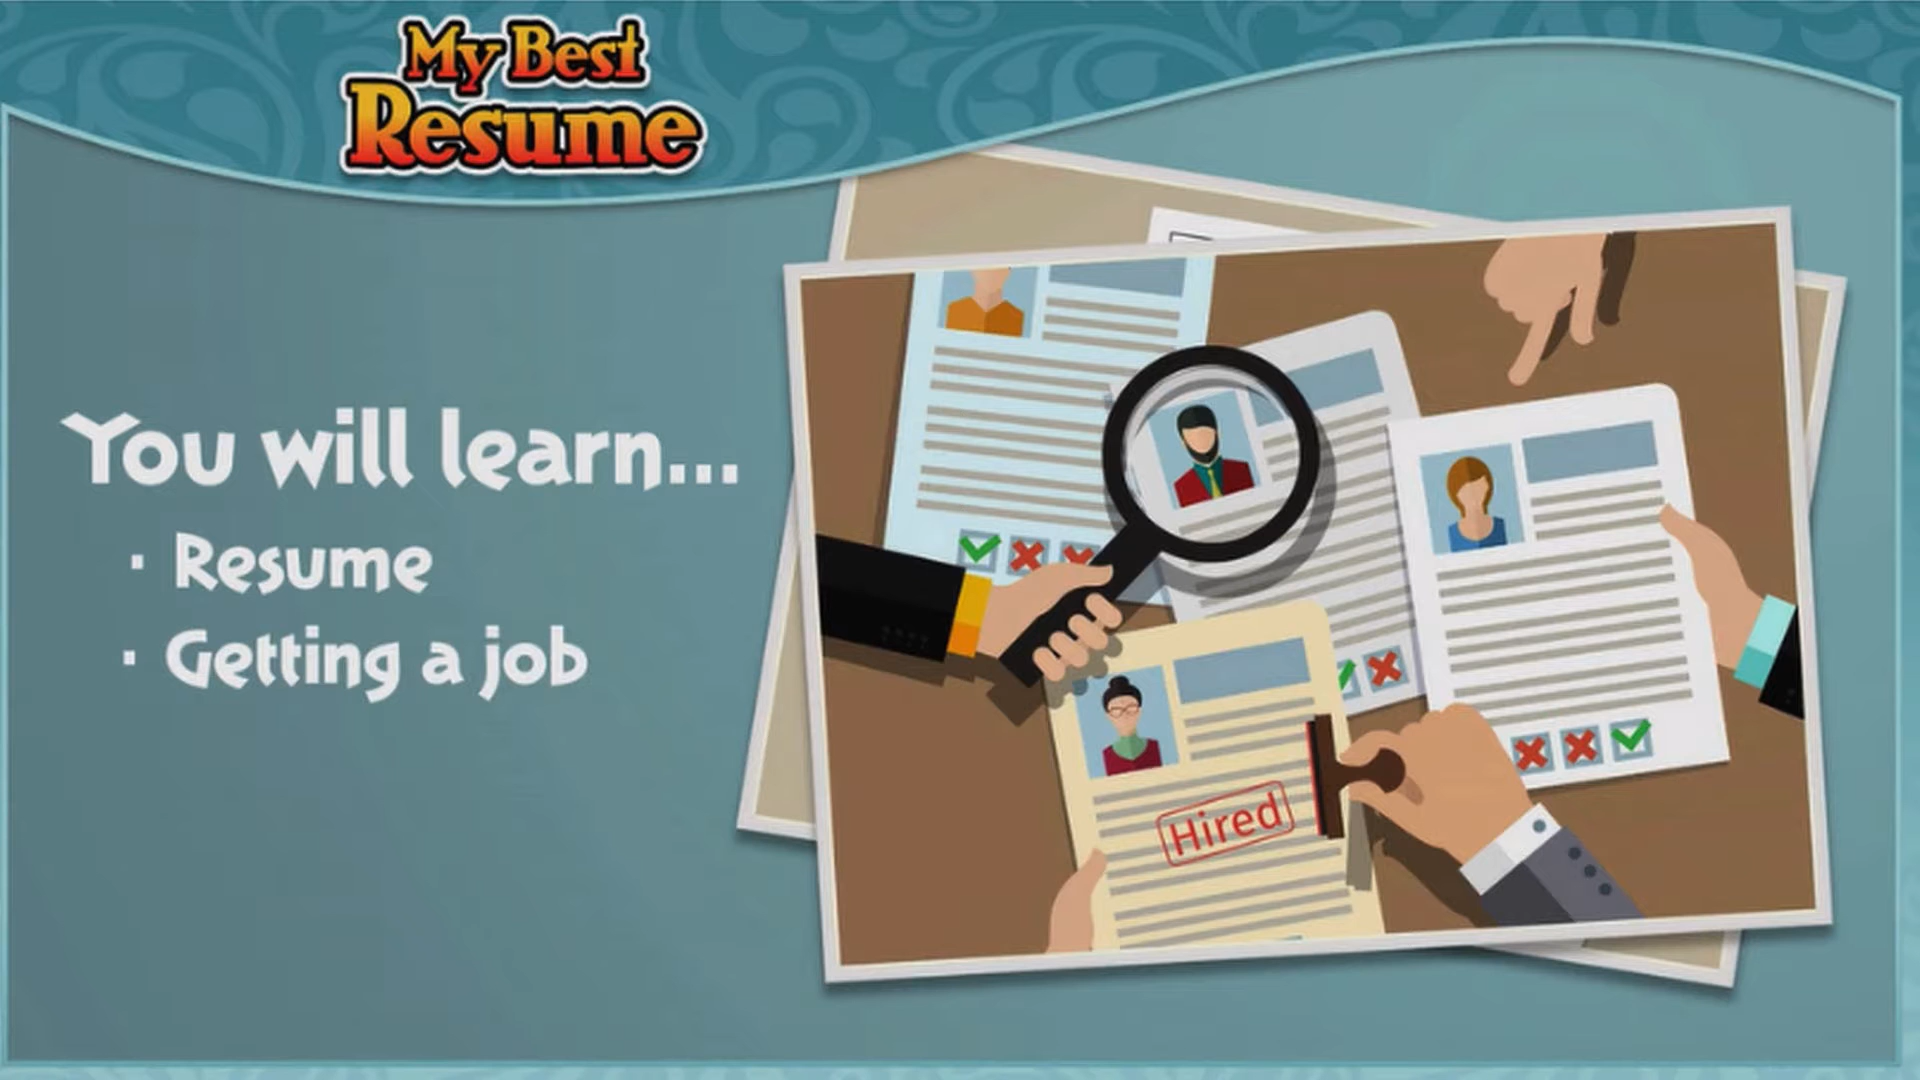 My Best
Resume
You will learn...
· Resume
· Getting a job
Hired